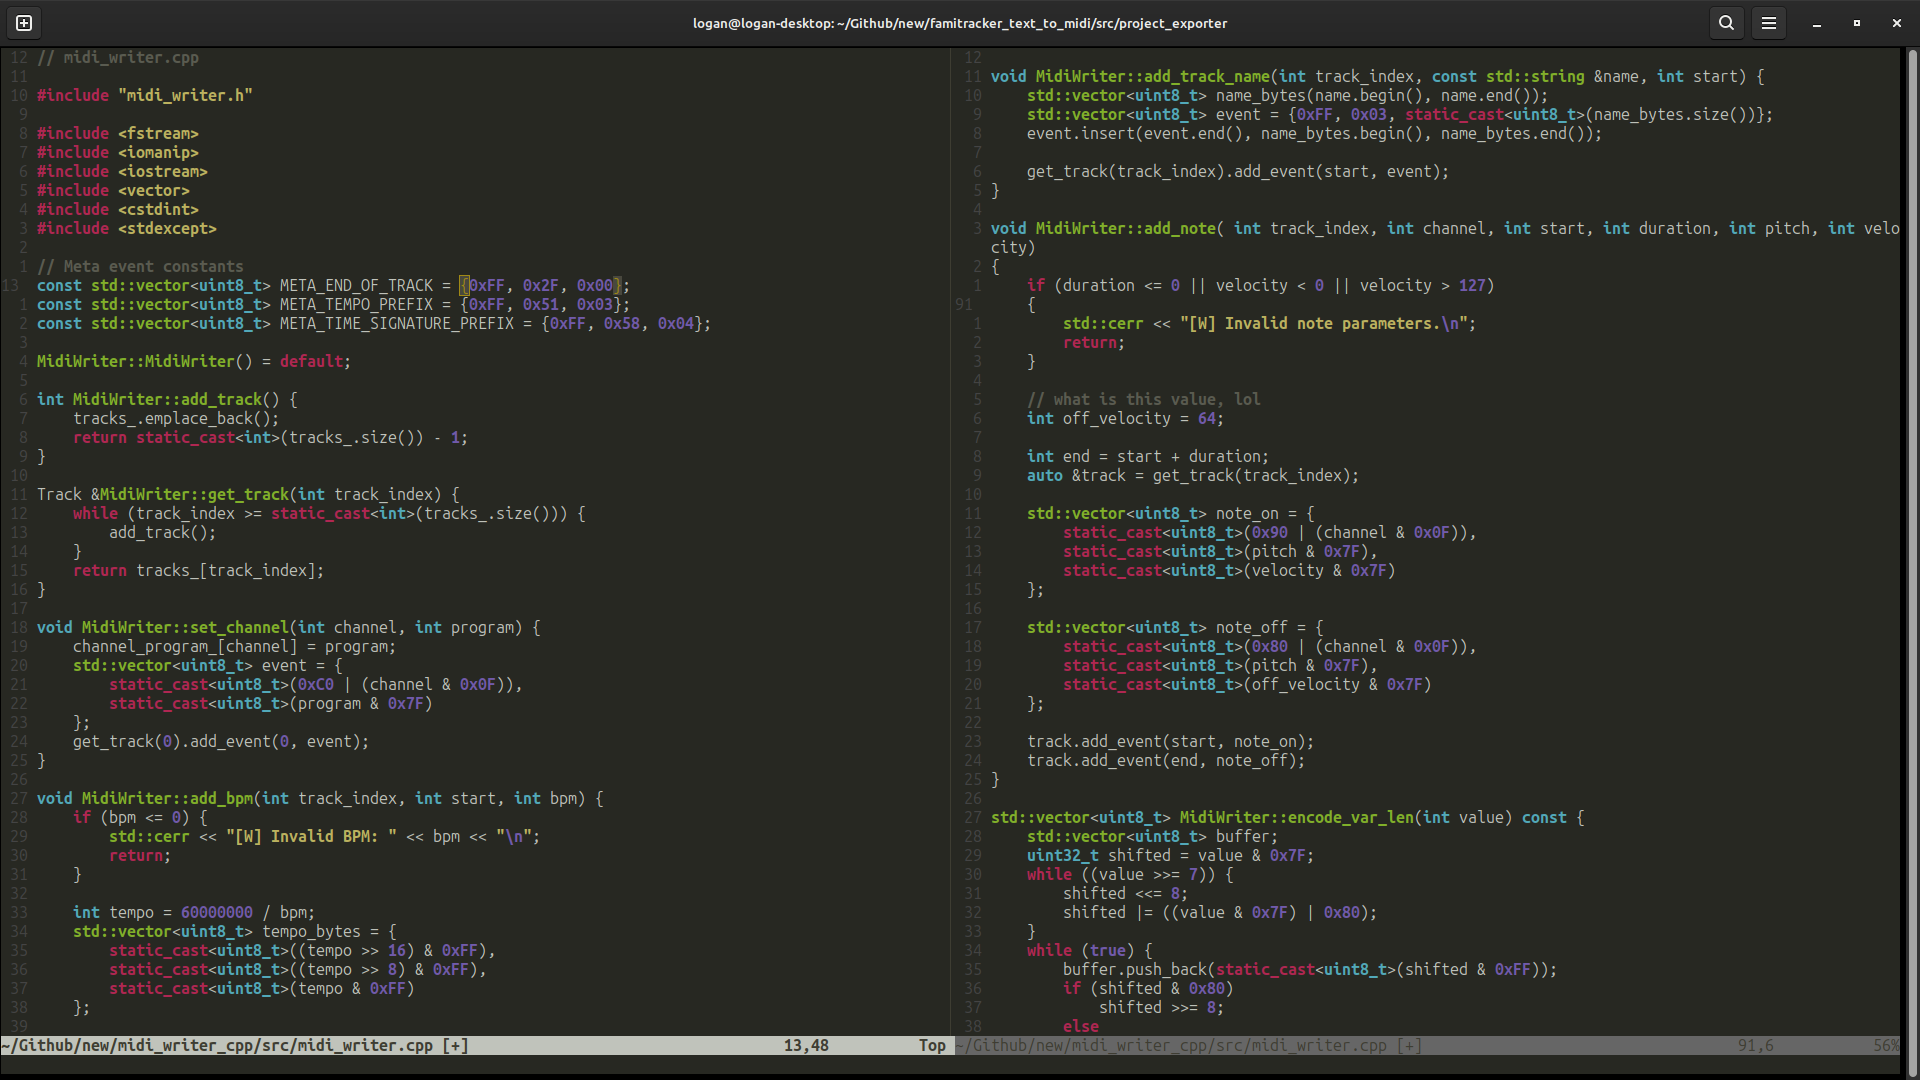 logan@logan-desktop: ~/Github/new/famitracker_text_to_midi/src/project_exporter
12 // midi_writer.cpp
11
10 #include "midi_writer.h"
9
8 #include <fstream>
7 #include <iomanip>
6 #include <iostream>
5 #include <vector>
4 #include <cstdint>
3 #include <stdexcept>
2
1 // Meta event constants
13 const std::vector<uint8_t> META_END_OF_TRACK = {0xFF, 0x2F, 0x00};
1 const std::vector<uint8_t> META_TEMPO_PREFIX = {0xFF, 0x51, 0x03};
2 const std::vector<uint8_t> META_TIME_SIGNATURE_PREFIX = {0xFF, 0x58, 0x04};
3
4 MidiWriter::MidiWriter() = default;
5
6 int MidiWriter::add_track() {
7     tracks_.emplace_back();
8     return static_cast<int>(tracks_.size()) - 1;
9 }
10
11 Track &MidiWriter::get_track(int track_index) {
12     while (track_index >= static_cast<int>(tracks_.size())) {
13         add_track();
14     }
15     return tracks_[track_index];
16 }
17
18 void MidiWriter::set_channel(int channel, int program) {
19     channel_program_[channel] = program;
20     std::vector<uint8_t> event = {
21         static_cast<uint8_t>(0xC0 | (channel & 0x0F)),
22         static_cast<uint8_t>(program & 0x7F)
23     };
24     get_track(0).add_event(0, event);
25 }
26
27 void MidiWriter::add_bpm(int track_index, int start, int bpm) {
28     if (bpm <= 0) {
29         std::cerr << "[W] Invalid BPM: " << bpm << "\n";
30         return;
31     }
32
33     int tempo = 60000000 / bpm;
34     std::vector<uint8_t> tempo_bytes = {
35         static_cast<uint8_t>((tempo >> 16) & 0xFF),
36         static_cast<uint8_t>((tempo >> 8) & 0xFF),
37         static_cast<uint8_t>(tempo & 0xFF)
38     };
39
~/Github/new/midi_writer_cpp/src/midi_writer.cpp [+] 13,48 Top
12
11 void MidiWriter::add_track_name(int track_index, const std::string &name, int start) {
10     std::vector<uint8_t> name_bytes(name.begin(), name.end());
9     std::vector<uint8_t> event = {0xFF, 0x03, static_cast<uint8_t>(name_bytes.size())};
8     event.insert(event.end(), name_bytes.begin(), name_bytes.end());
7
6     get_track(track_index).add_event(start, event);
5 }
4
3 void MidiWriter::add_note( int track_index, int channel, int start, int duration, int pitch, int velo
city)
2 {
1     if (duration <= 0 || velocity < 0 || velocity > 127)
91     {
1         std::cerr << "[W] Invalid note parameters.\n";
2         return;
3     }
4
5     // what is this value, lol
6     int off_velocity = 64;
7
8     int end = start + duration;
9     auto &track = get_track(track_index);
10
11     std::vector<uint8_t> note_on = {
12         static_cast<uint8_t>(0x90 | (channel & 0x0F)),
13         static_cast<uint8_t>(pitch & 0x7F),
14         static_cast<uint8_t>(velocity & 0x7F)
15     };
16
17     std::vector<uint8_t> note_off = {
18         static_cast<uint8_t>(0x80 | (channel & 0x0F)),
19         static_cast<uint8_t>(pitch & 0x7F),
20         static_cast<uint8_t>(off_velocity & 0x7F)
21     };
22
23     track.add_event(start, note_on);
24     track.add_event(end, note_off);
25 }
26
27 std::vector<uint8_t> MidiWriter::encode_var_len(int value) const {
28     std::vector<uint8_t> buffer;
29     uint32_t shifted = value & 0x7F;
30     while ((value >>= 7)) {
31         shifted <<= 8;
32         shifted |= ((value & 0x7F) | 0x80);
33     }
34     while (true) {
35         buffer.push_back(static_cast<uint8_t>(shifted & 0xFF));
36         if (shifted & 0x80)
37             shifted >>= 8;
38         else
~/Github/new/midi_writer_cpp/src/midi_writer.cpp [+] 91,6 56%